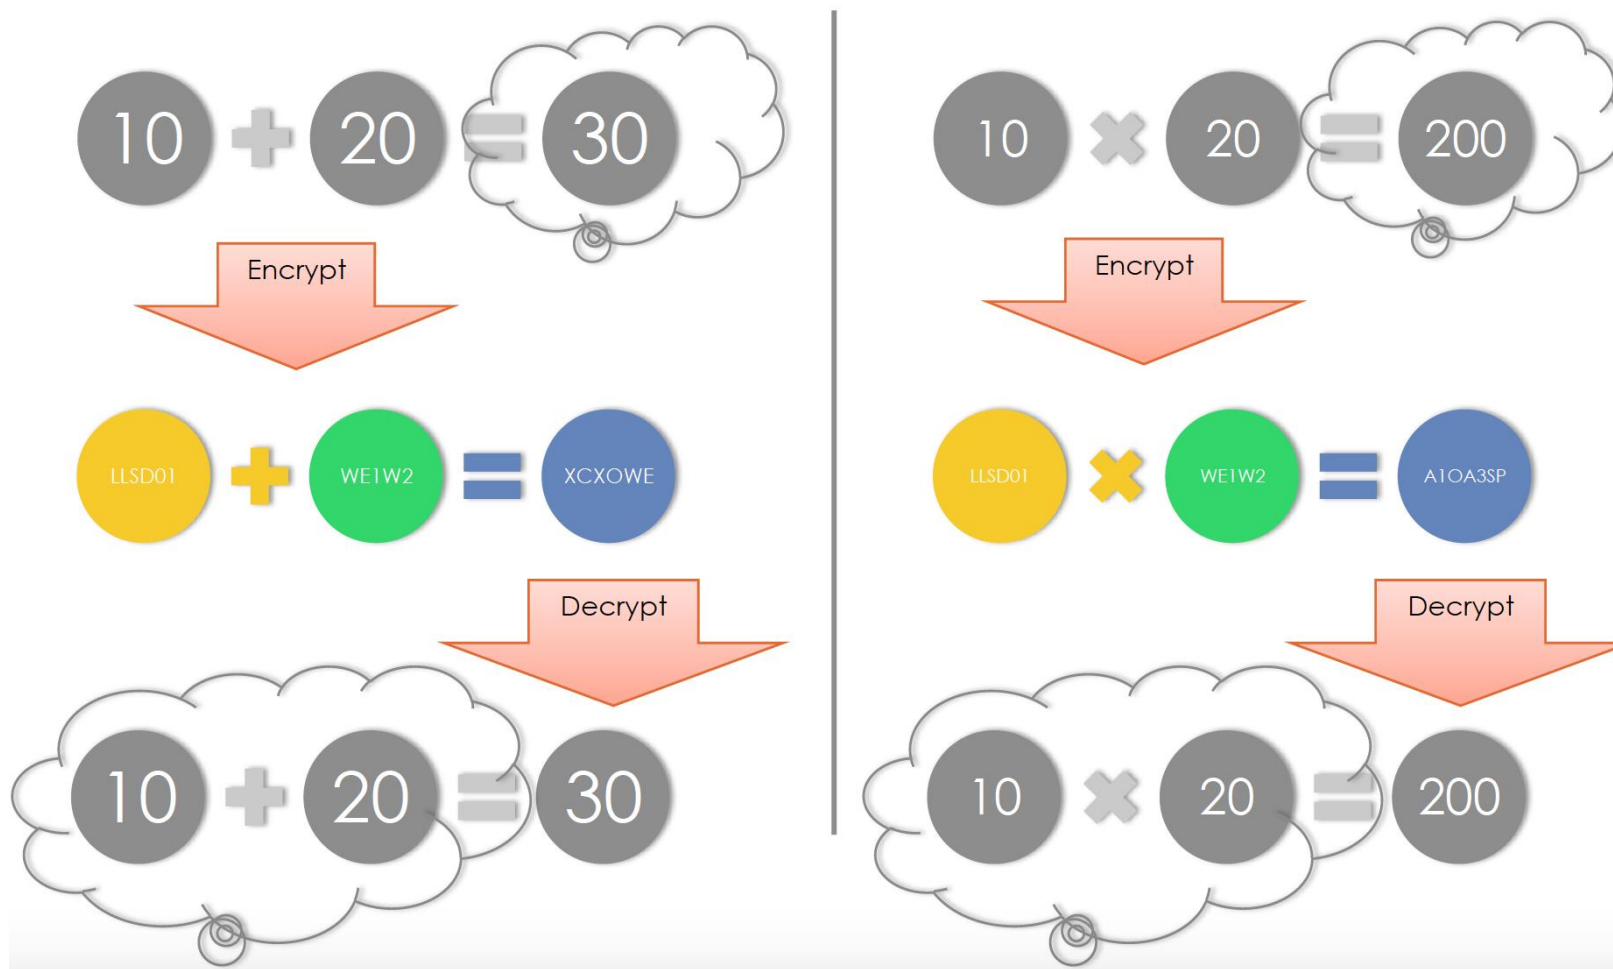 10 + 20 = 30
Encrypt
LLSD01 + WE1W2 = XCXOWE
Decrypt
10 + 20 = 30
10 × 20 = 200
Encrypt
LLSD01 × WE1W2 = A1OA3SP
Decrypt
10 × 20 = 200